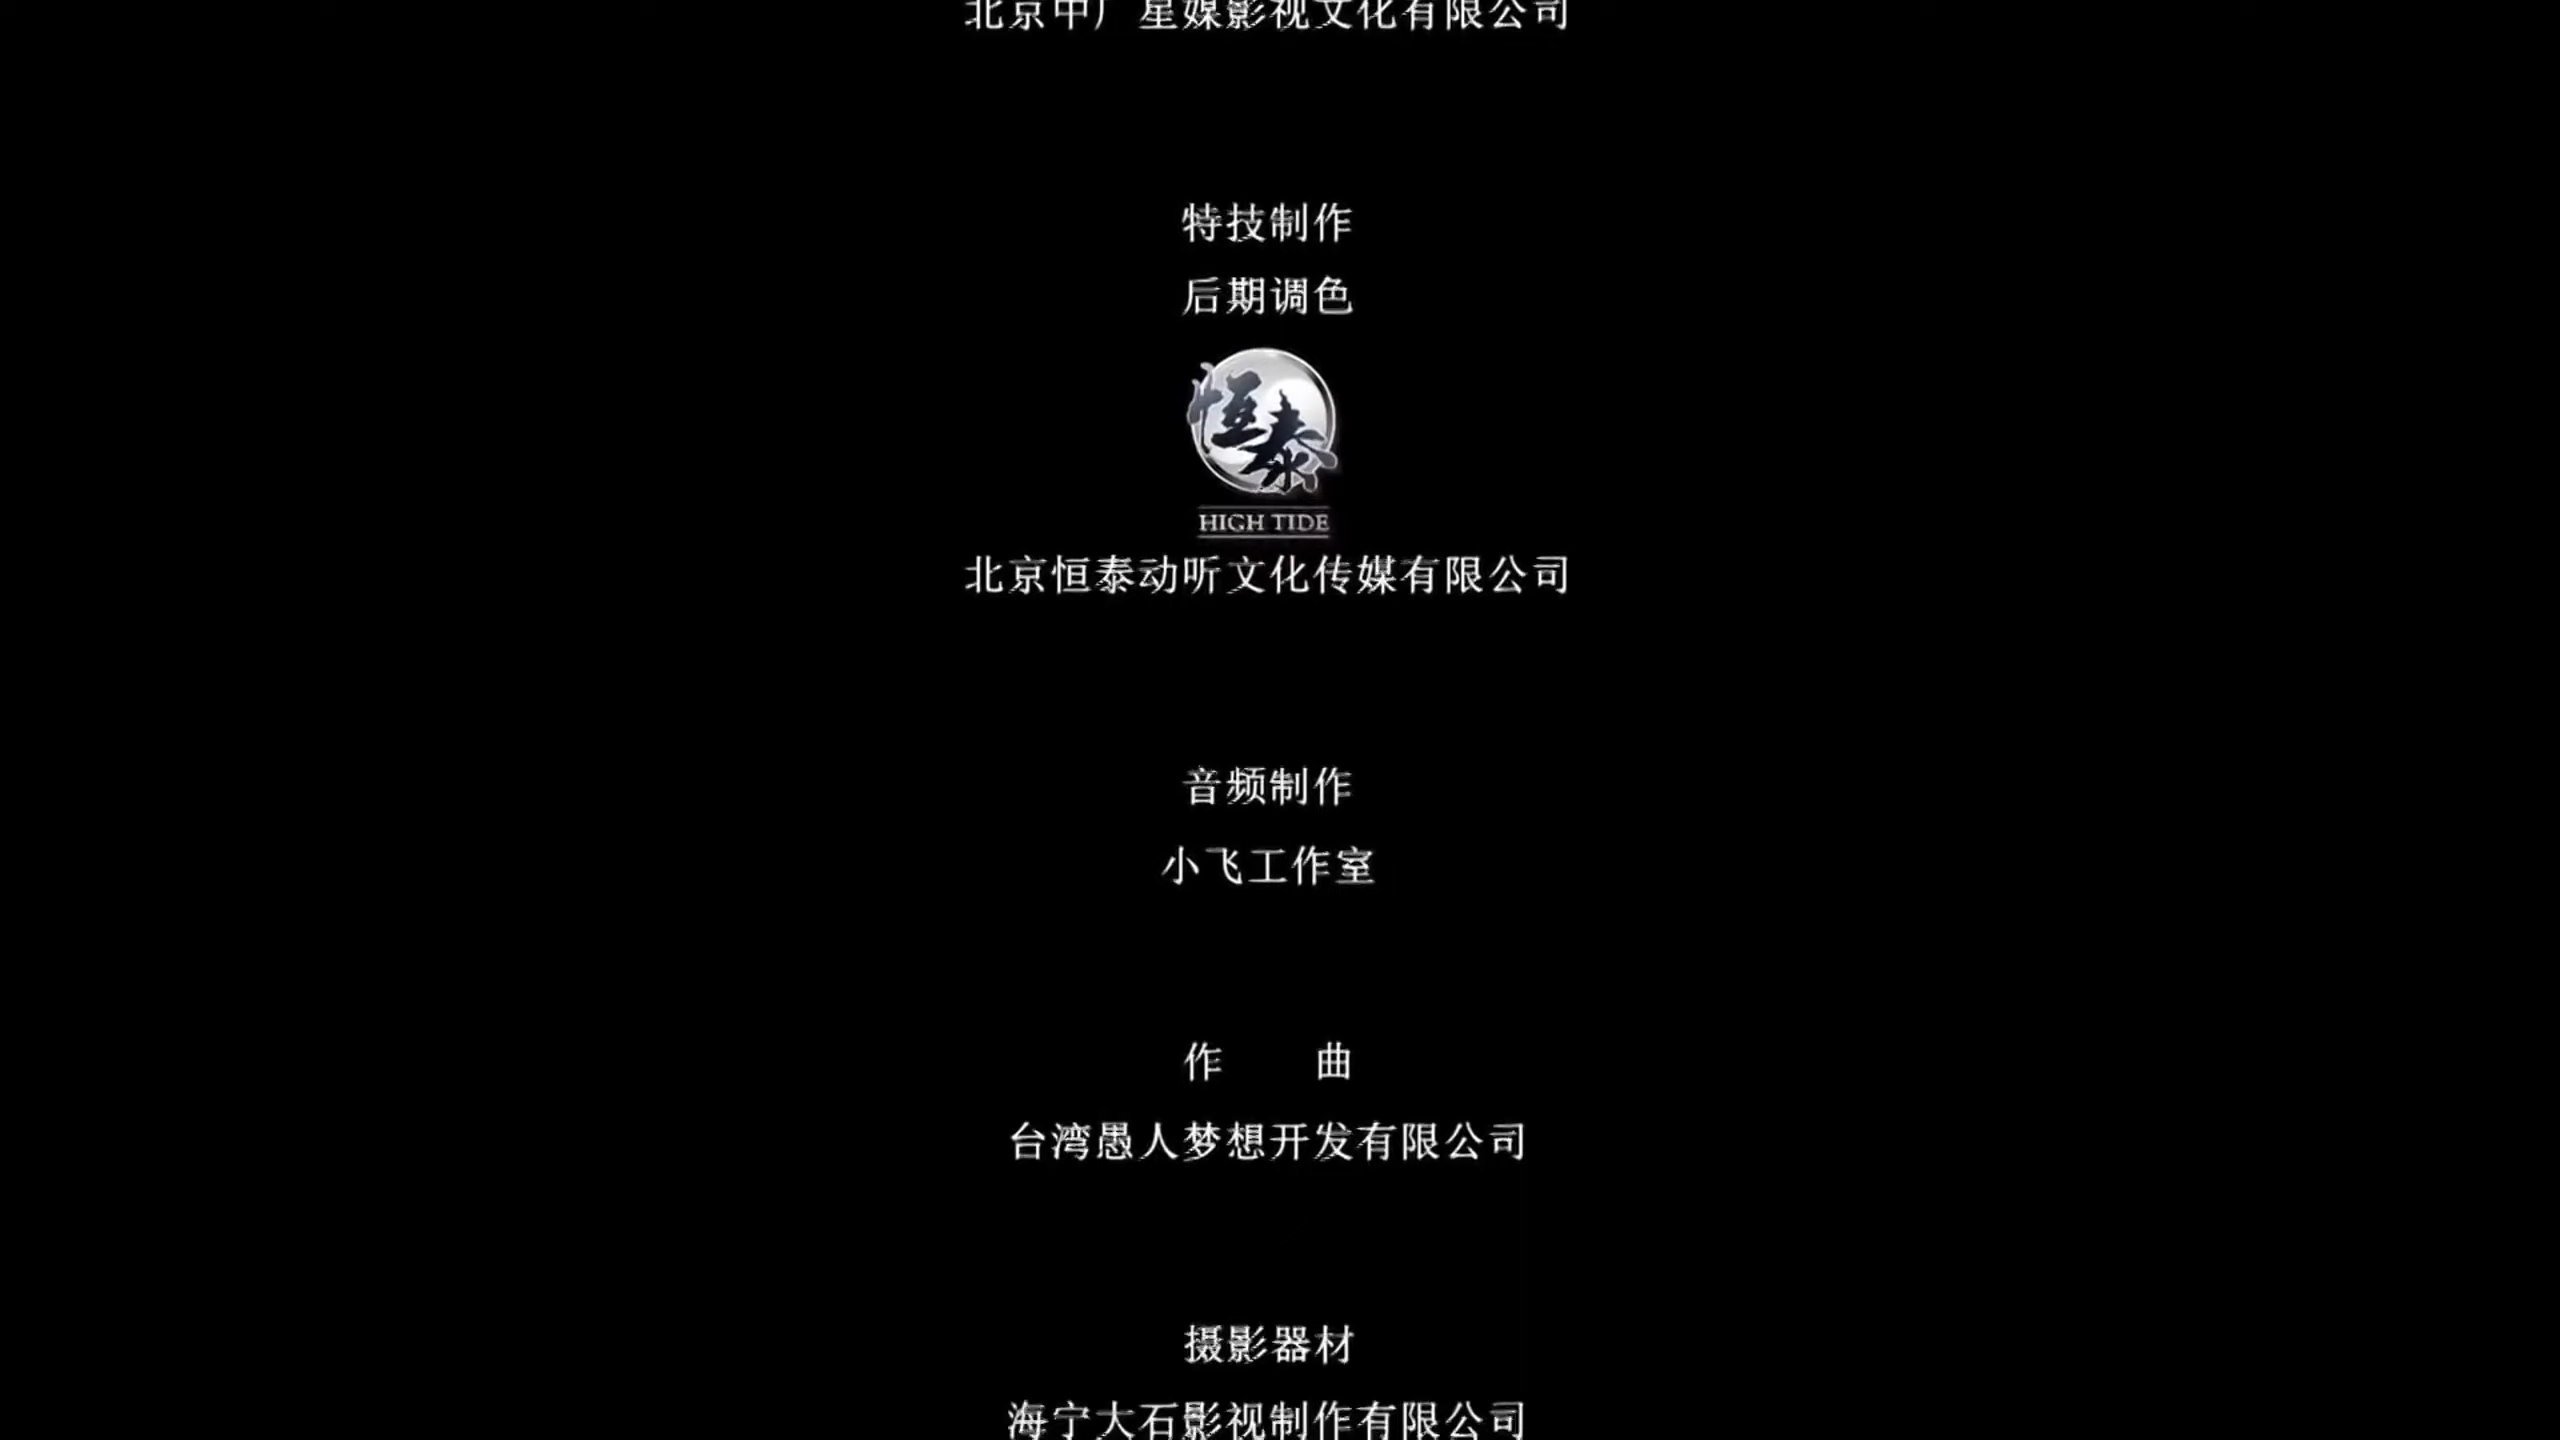 北京中广星媒影视文化有限公司
特技制作
后期调色
恒泰
HIGH TIDE
北京恒泰动听文化传媒有限公司
音频制作
小飞工作室
作 曲
台湾愚人梦想开发有限公司
摄影器材
海宁大石影视制作有限公司